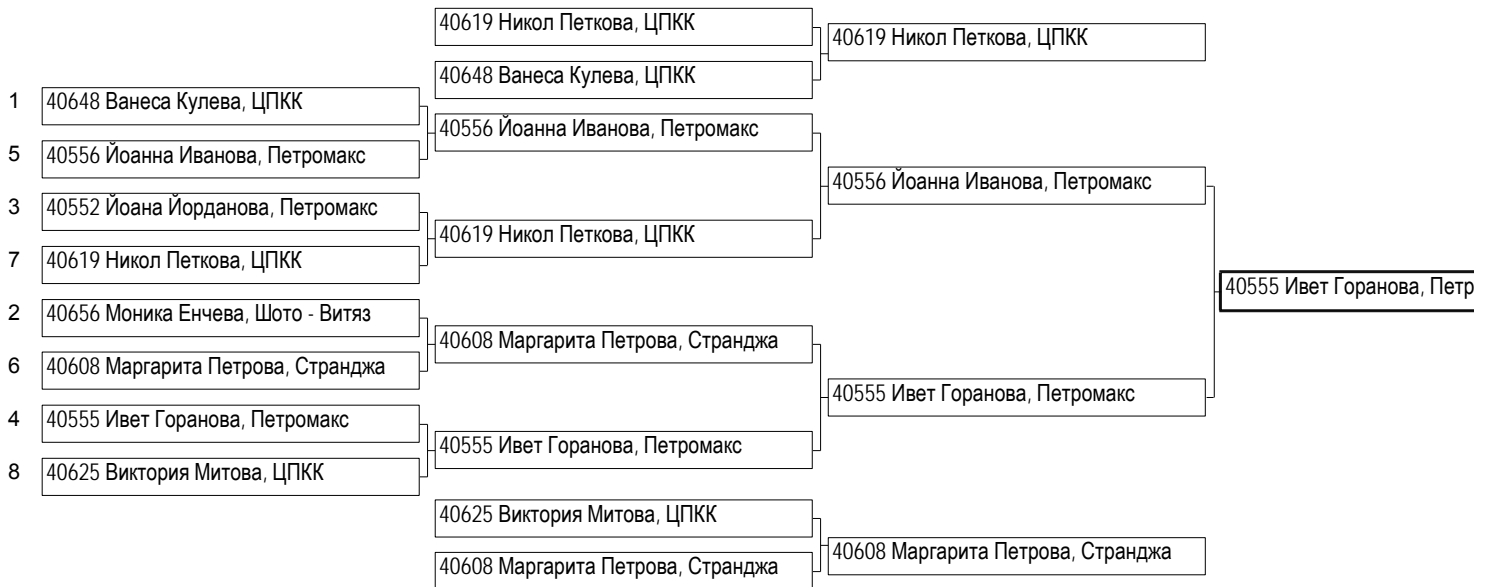 40619 Никол Петкова, ЦПКК
40619 Никол Петкова, ЦПКК
40648 Ванеса Кулева, ЦПКК
1 40648 Ванеса Кулева, ЦПКК
40556 Йоанна Иванова, Петромакс
5 40556 Йоанна Иванова, Петромакс
40556 Йоанна Иванова, Петромакс
3 40552 Йоана Йорданова, Петромакс
40619 Никол Петкова, ЦПКК
7 40619 Никол Петкова, ЦПКК
40555 Ивет Горанова, Петр
2 40656 Моника Енчева, Шото - Витяз
40608 Маргарита Петрова, Странджа
6 40608 Маргарита Петрова, Странджа
40555 Ивет Горанова, Петромакс
4 40555 Ивет Горанова, Петромакс
40555 Ивет Горанова, Петромакс
8 40625 Виктория Митова, ЦПКК
40625 Виктория Митова, ЦПКК
40608 Маргарита Петрова, Странджа
40608 Маргарита Петрова, Странджа